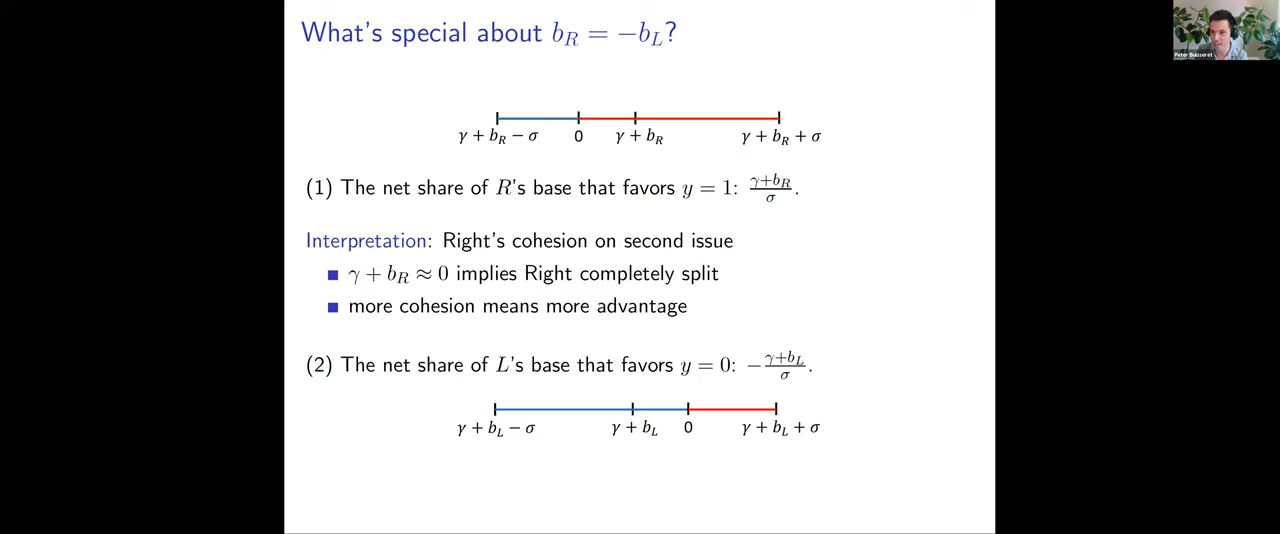 What's special about b_R = −b_L?
Peter Buisseret
γ + b_R − σ 0 γ + b_R γ + b_R + σ
(1) The net share of R's base that favors y = 1: (γ+b_R)/σ.
Interpretation: Right's cohesion on second issue
γ + b_R ≈ 0 implies Right completely split
more cohesion means more advantage
(2) The net share of L's base that favors y = 0: −(γ+b_L)/σ.
γ + b_L − σ γ + b_L 0 γ + b_L + σ